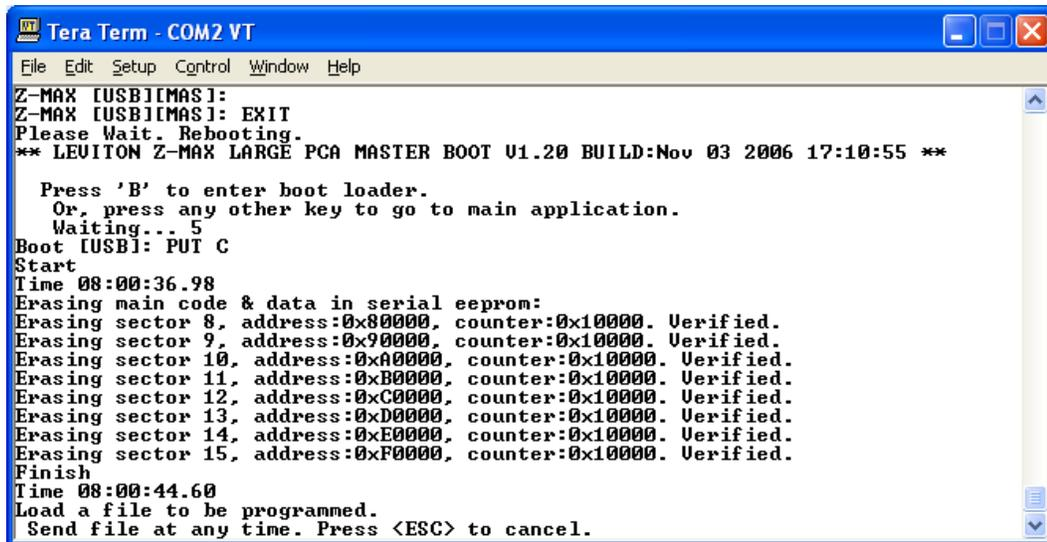 Tera Term - COM2 VT
File Edit Setup Control Window Help
Z-MAX [USB][MAS]:
Z-MAX [USB][MAS]: EXIT
Please Wait. Rebooting.
** LEVITON Z-MAX LARGE PCA MASTER BOOT V1.20 BUILD:Nov 03 2006 17:10:55 **
Press 'B' to enter boot loader.
Or, press any other key to go to main application.
Waiting... 5
Boot [USB]: PUT C
Start
Time 08:00:36.98
Erasing main code & data in serial eeprom:
Erasing sector 8, address:0x80000, counter:0x10000. Verified.
Erasing sector 9, address:0x90000, counter:0x10000. Verified.
Erasing sector 10, address:0xA0000, counter:0x10000. Verified.
Erasing sector 11, address:0xB0000, counter:0x10000. Verified.
Erasing sector 12, address:0xC0000, counter:0x10000. Verified.
Erasing sector 13, address:0xD0000, counter:0x10000. Verified.
Erasing sector 14, address:0xE0000, counter:0x10000. Verified.
Erasing sector 15, address:0xF0000, counter:0x10000. Verified.
Finish
Time 08:00:44.60
Load a file to be programmed.
Send file at any time. Press <ESC> to cancel.